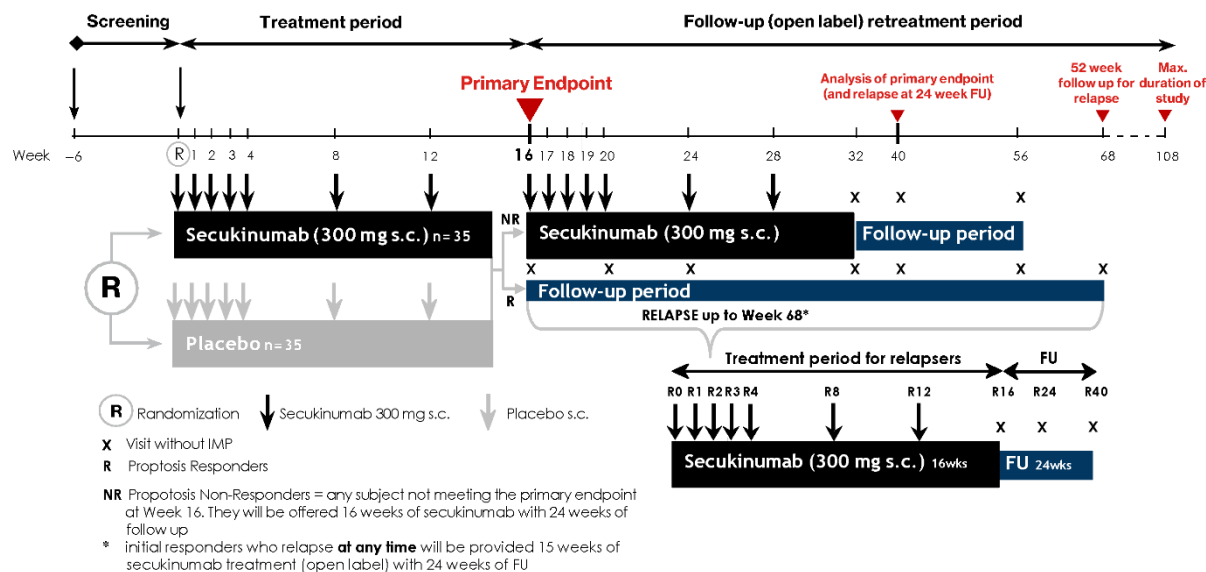 Screening
Treatment period
Follow-up (open label) retreatment period
Primary Endpoint
Analysis of primary endpoint
(and relapse at 24 week FU)
52 week
follow up for
relapse
Max.
duration of
study
Week –6 R 1 2 3 4 8 12 16 17 18 19 20 24 28 32 40 56 68 108
X X X
Secukinumab (300 mg s.c.) n= 35
NR
Secukinumab (300 mg s.c.)
Follow-up period
R
X X X X X X X
R
Follow-up period
Placebo n= 35
RELAPSE up to Week 68*
Treatment period for relapsers
FU
R0 R1 R2 R3 R4 R8 R12 R16 R24 R40
X X X
Secukinumab (300 mg s.c.) 16wks
FU 24wks
R Randomization
Secukinumab 300 mg s.c.
Placebo s.c.
X Visit without IMP
R Proptosis Responders
NR Propotosis Non-Responders = any subject not meeting the primary endpoint
at Week 16. They will be offered 16 weeks of secukinumab with 24 weeks of
follow up
* initial responders who relapse at any time will be provided 15 weeks of
secukinumab treatment (open label) with 24 weeks of FU